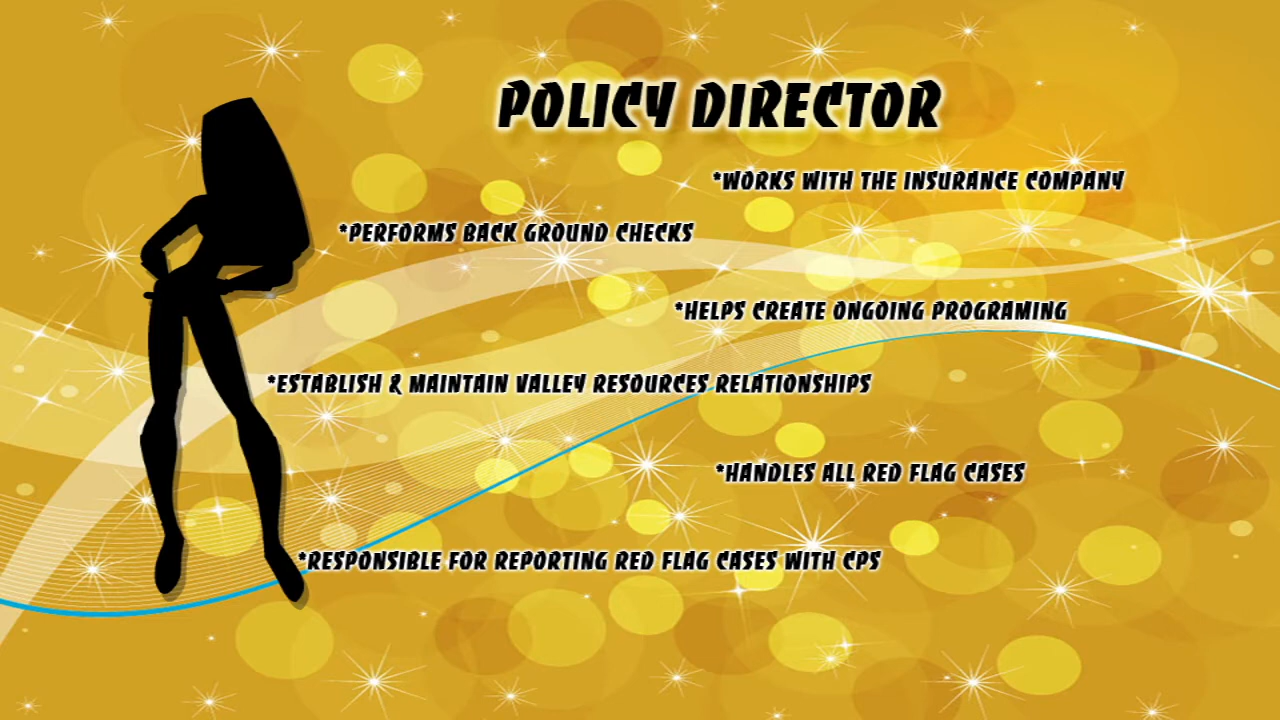 POLICY DIRECTOR
*WORKS WITH THE INSURANCE COMPANY
*PERFORMS BACK GROUND CHECKS
*HELPS CREATE ONGOING PROGRAMING
*ESTABLISH & MAINTAIN VALLEY RESOURCES RELATIONSHIPS
*HANDLES ALL RED FLAG CASES
*RESPONSIBLE FOR REPORTING RED FLAG CASES WITH CPS